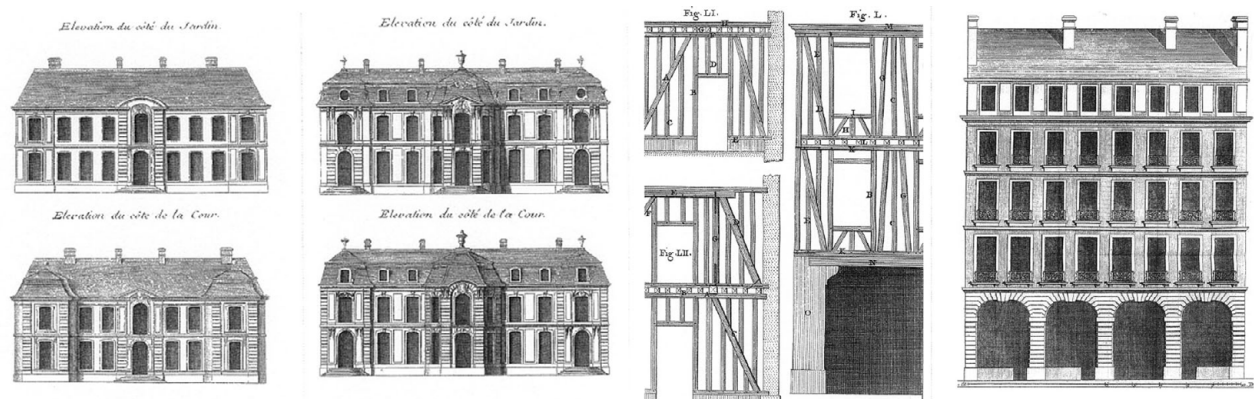 Elevation du côté du Jardin.
Elevation du côté de la Cour.
Elevation du côté du Jardin.
Elevation du côté de la Cour.
Fig. LI.
H
G
F
D
A
B
C
E
Fig. LII.
Fig. L.
M
I
H
L
N
O